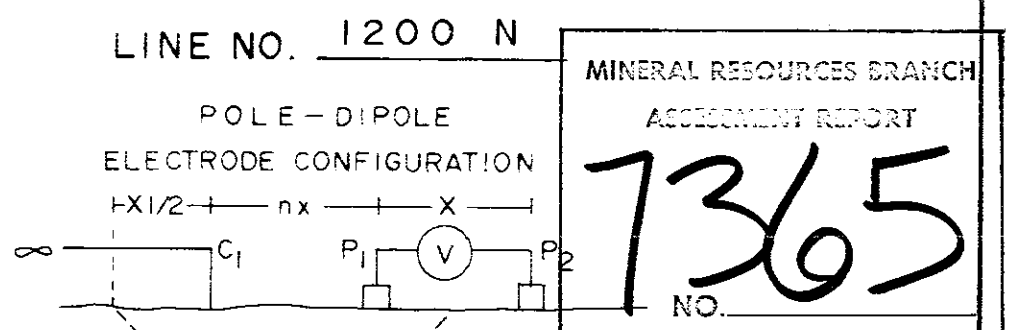 LINE NO. 1200 N
POLE-DIPOLE
ELECTRODE CONFIGURATION
X1/2 nx X
∞ C1 P1 V P2
MINERAL RESOURCES BRANCH
ASSESSMENT REPORT
7365
NO.